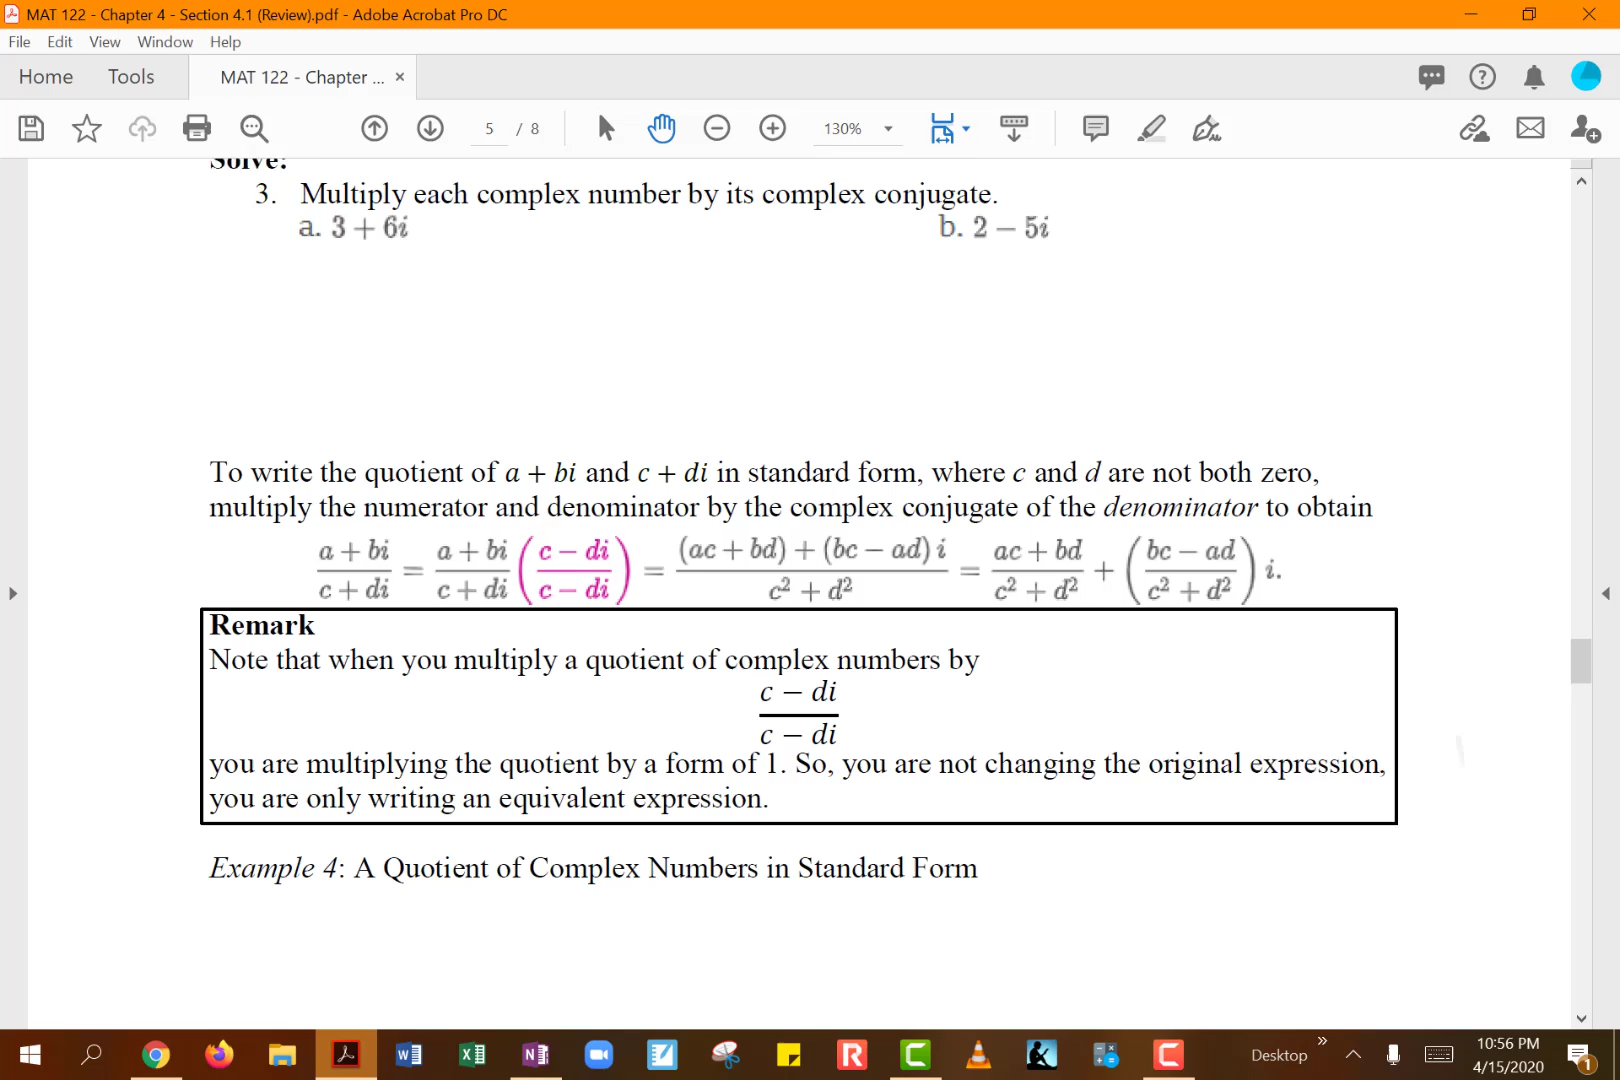 MAT 122 - Chapter 4 - Section 4.1 (Review).pdf - Adobe Acrobat Pro DC
File Edit View Window Help
Home Tools MAT 122 - Chapter ... ×
5 / 8 130%
Solve:
3. Multiply each complex number by its complex conjugate.
a. 3 + 6i b. 2 − 5i
To write the quotient of a + bi and c + di in standard form, where c and d are not both zero,
multiply the numerator and denominator by the complex conjugate of the denominator to obtain
(a + bi)/(c + di) = (a + bi)/(c + di) ((c − di)/(c − di)) = ((ac + bd) + (bc − ad) i)/(c² + d²) = (ac + bd)/(c² + d²) + ((bc − ad)/(c² + d²)) i.
Remark
Note that when you multiply a quotient of complex numbers by
c − di
c − di
you are multiplying the quotient by a form of 1. So, you are not changing the original expression,
you are only writing an equivalent expression.
Example 4: A Quotient of Complex Numbers in Standard Form
Desktop
10:56 PM
4/15/2020
1